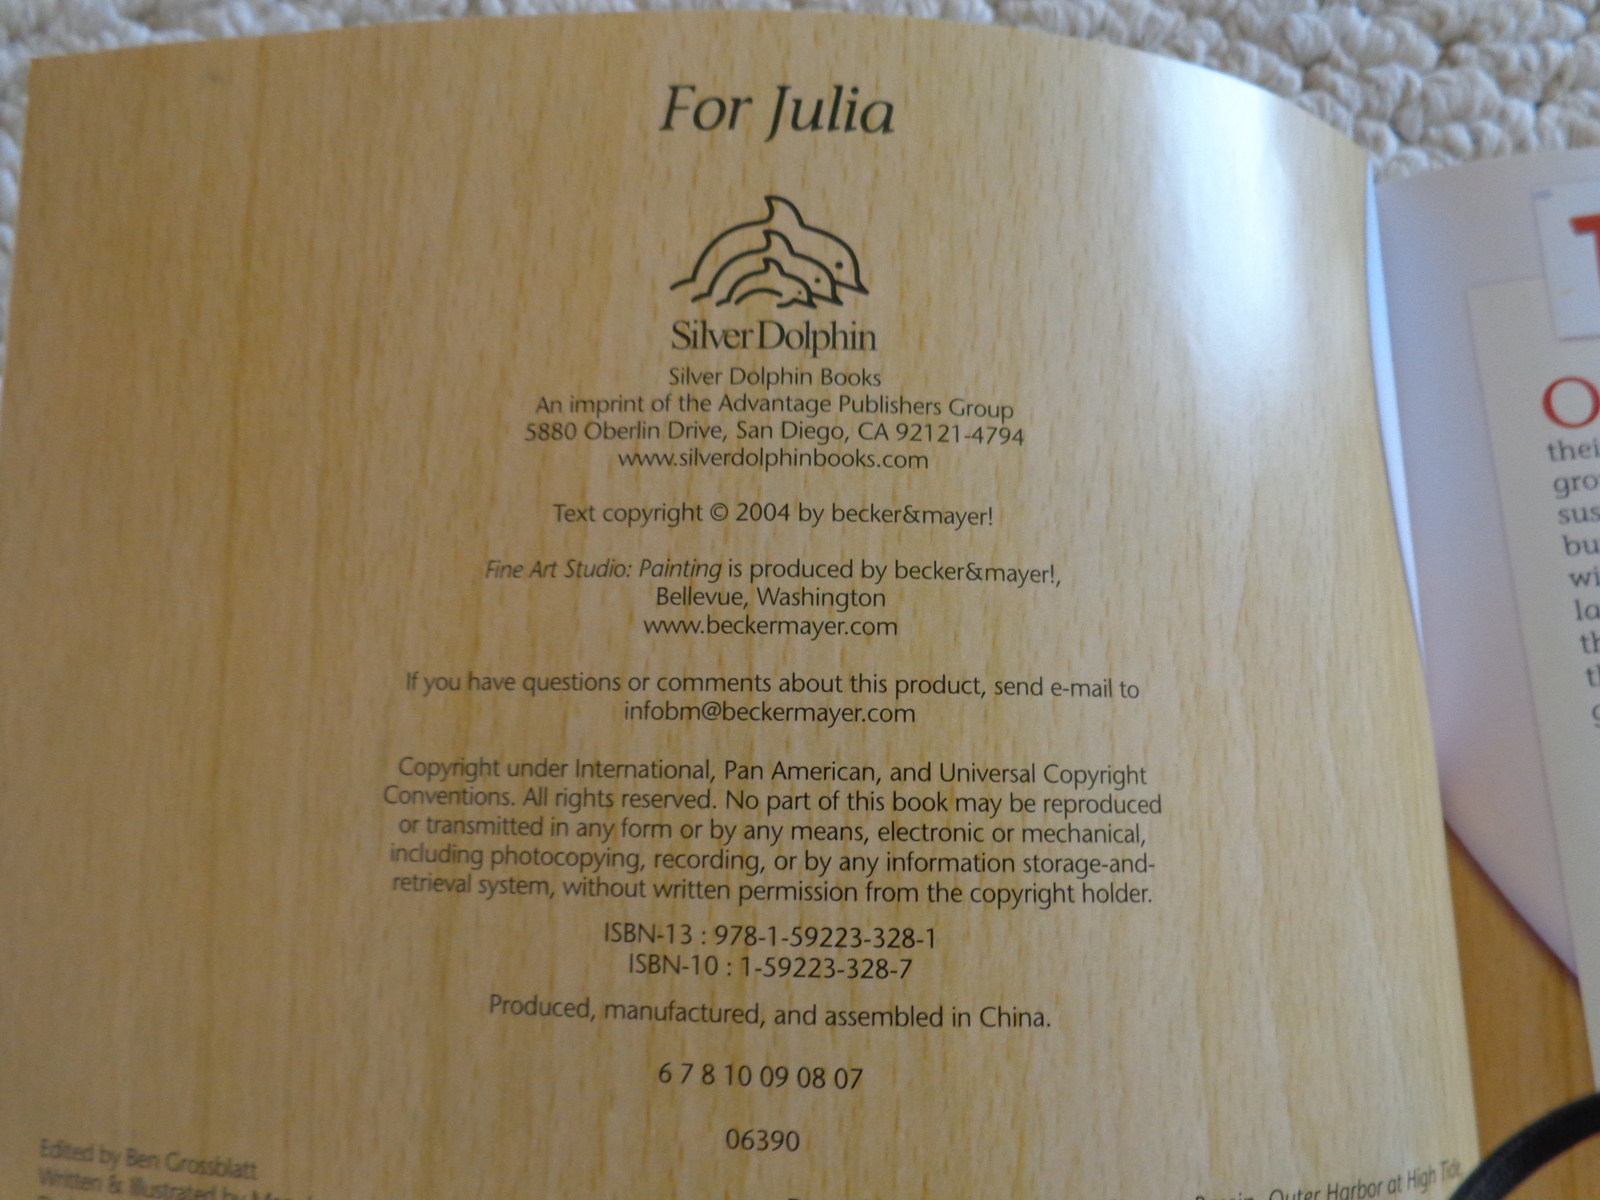 For Julia
Silver Dolphin
Silver Dolphin Books
An imprint of the Advantage Publishers Group
5880 Oberlin Drive, San Diego, CA 92121-4794
www.silverdolphinbooks.com
Text copyright © 2004 by becker&mayer!
Fine Art Studio: Painting is produced by becker&mayer!,
Bellevue, Washington
www.beckermayer.com
If you have questions or comments about this product, send e-mail to
infobm@beckermayer.com
Copyright under International, Pan American, and Universal Copyright
Conventions. All rights reserved. No part of this book may be reproduced
or transmitted in any form or by any means, electronic or mechanical,
including photocopying, recording, or by any information storage-and-
retrieval system, without written permission from the copyright holder.
ISBN-13 : 978-1-59223-328-1
ISBN-10 : 1-59223-328-7
Produced, manufactured, and assembled in China.
6 7 8 10 09 08 07
06390
Edited by Ben Grossblatt
Written & Illustrated by
Outer Harbor at High Tide